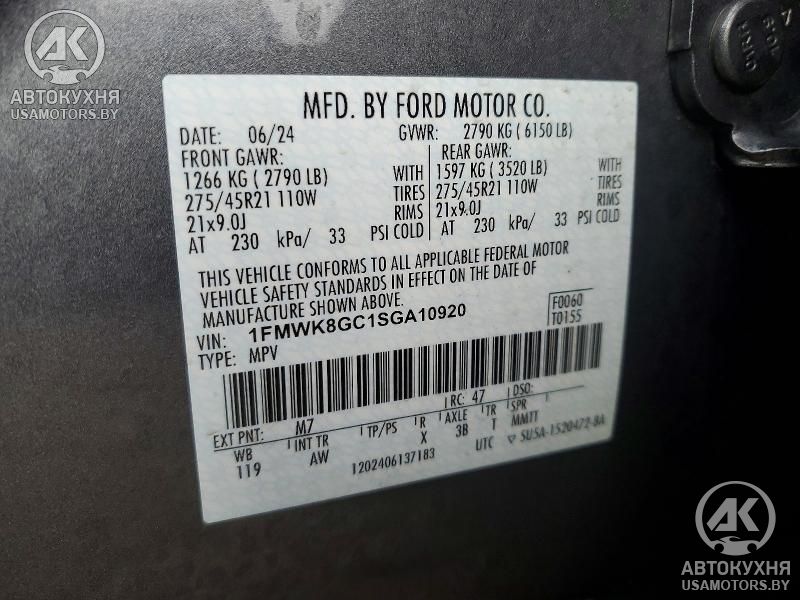 AK
АВТОКУХНЯ
USAMOTORS.BY
MFD. BY FORD MOTOR CO.
DATE: 06/24 GVWR: 2790 KG ( 6150 LB)
FRONT GAWR: REAR GAWR:
1266 KG ( 2790 LB) WITH 1597 KG ( 3520 LB) WITH
275/45R21 110W TIRES 275/45R21 110W TIRES
21x9.0J RIMS 21x9.0J RIMS
AT 230 kPa/ 33 PSI COLD AT 230 kPa/ 33 PSI COLD
THIS VEHICLE CONFORMS TO ALL APPLICABLE FEDERAL MOTOR
VEHICLE SAFETY STANDARDS IN EFFECT ON THE DATE OF
MANUFACTURE SHOWN ABOVE.
VIN: 1FMWK8GC1SGA10920 F0060
TYPE: MPV T0155
EXT PNT: M7 RC: 47 DSO:
WB INT TR TP/PS R AXLE TR SPR
119 AW X 3B T MMTT
1202406137183 UTC ▽ SU5A-1520472-BA
AK
АВТОКУХНЯ
USAMOTORS.BY